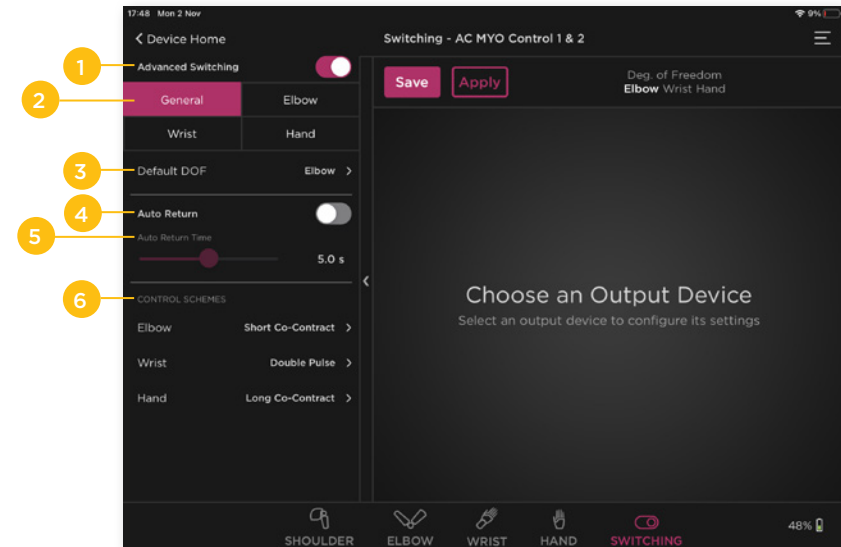 17:48 Mon 2 Nov
9%
Device Home
Switching - AC MYO Control 1 & 2
1
Advanced Switching
Save
Apply
Deg. of Freedom
Elbow Wrist Hand
2
General
Elbow
Wrist
Hand
3
Default DOF
Elbow
4
Auto Return
5
Auto Return Time
5.0 s
6
CONTROL SCHEMES
Elbow
Short Co-Contract
Wrist
Double Pulse
Hand
Long Co-Contract
Choose an Output Device
Select an output device to configure its settings
SHOULDER
ELBOW
WRIST
HAND
SWITCHING
48%